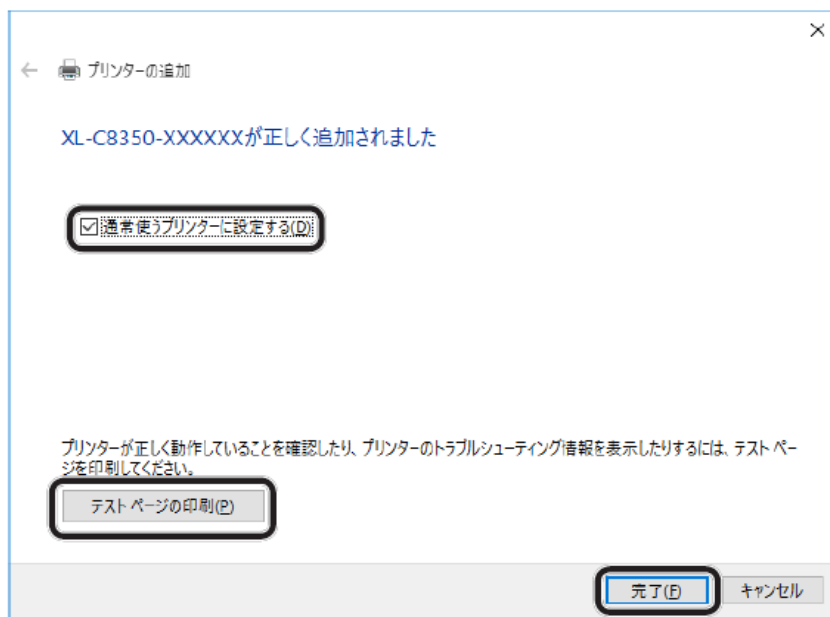 プリンターの追加
XL-C8350-XXXXXXが正しく追加されました
通常使うプリンターに設定する(D)
プリンターが正しく動作していることを確認したり、プリンターのトラブルシューティング情報を表示したりするには、テスト ペー
ジを印刷してください。
テスト ページの印刷(P)
完了(F)
キャンセル